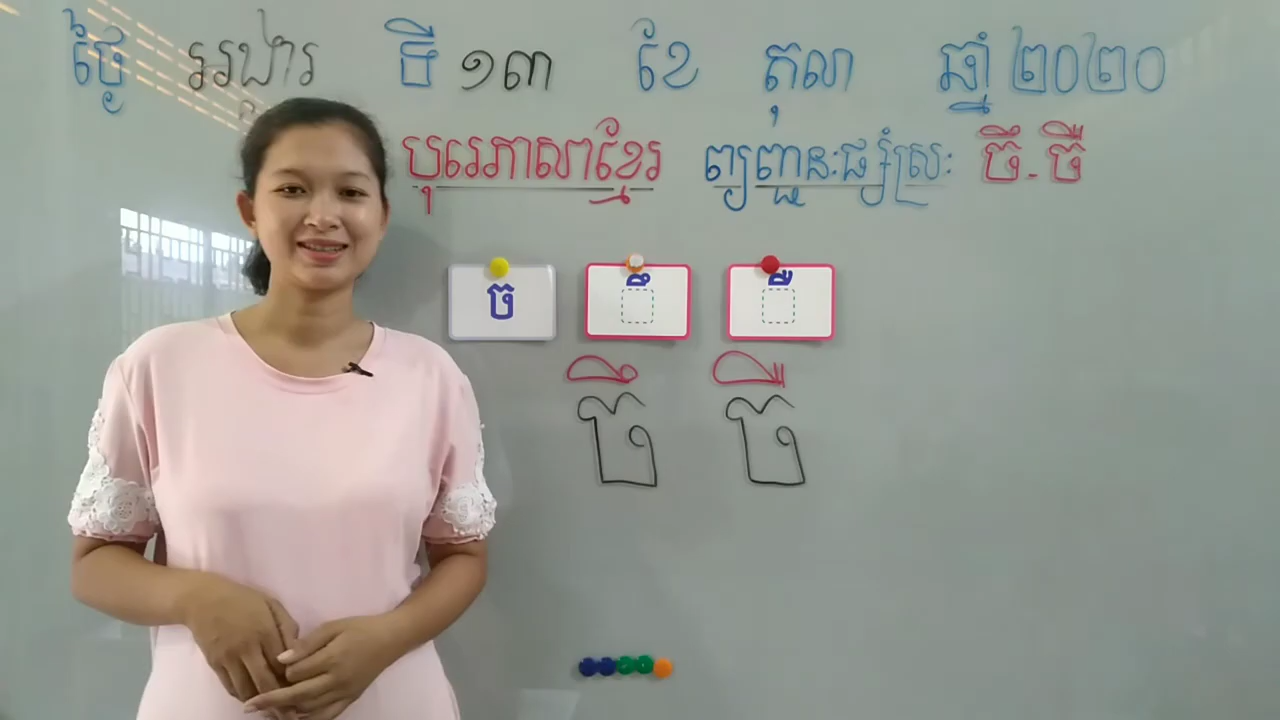 ថ្ងៃ អង្គារ ទី ១៣ ខែ តុលា ឆ្នាំ ២០២០
បុរេភាសាខ្មែរ ព្យញ្ជនៈផ្សំស្រៈ ចឹ - ចឺ
ច ឹ ឺ
ចឹ ចឺ